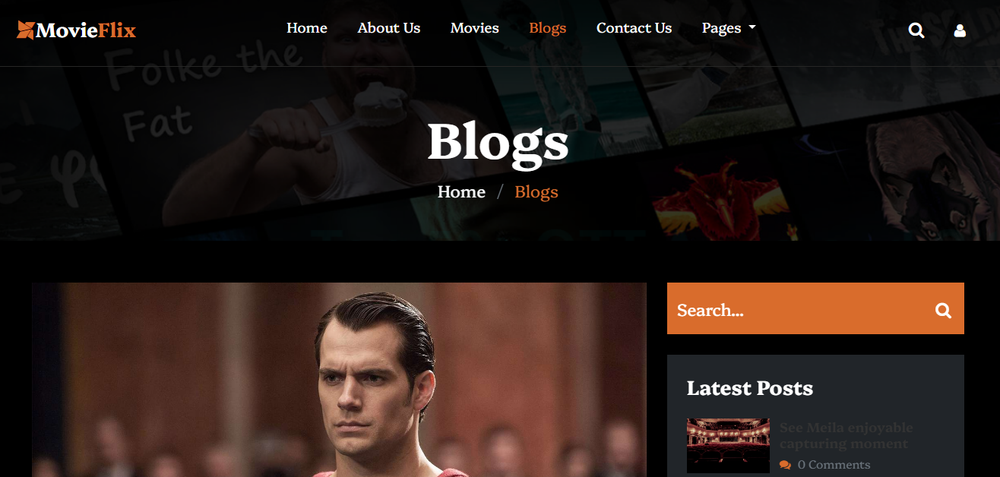 MovieFlix
Home
About Us
Movies
Blogs
Contact Us
Pages
Folke the
Fat
Blogs
Home / Blogs
Search...
Latest Posts
See Meila enjoyable
capturing moment
0 Comments